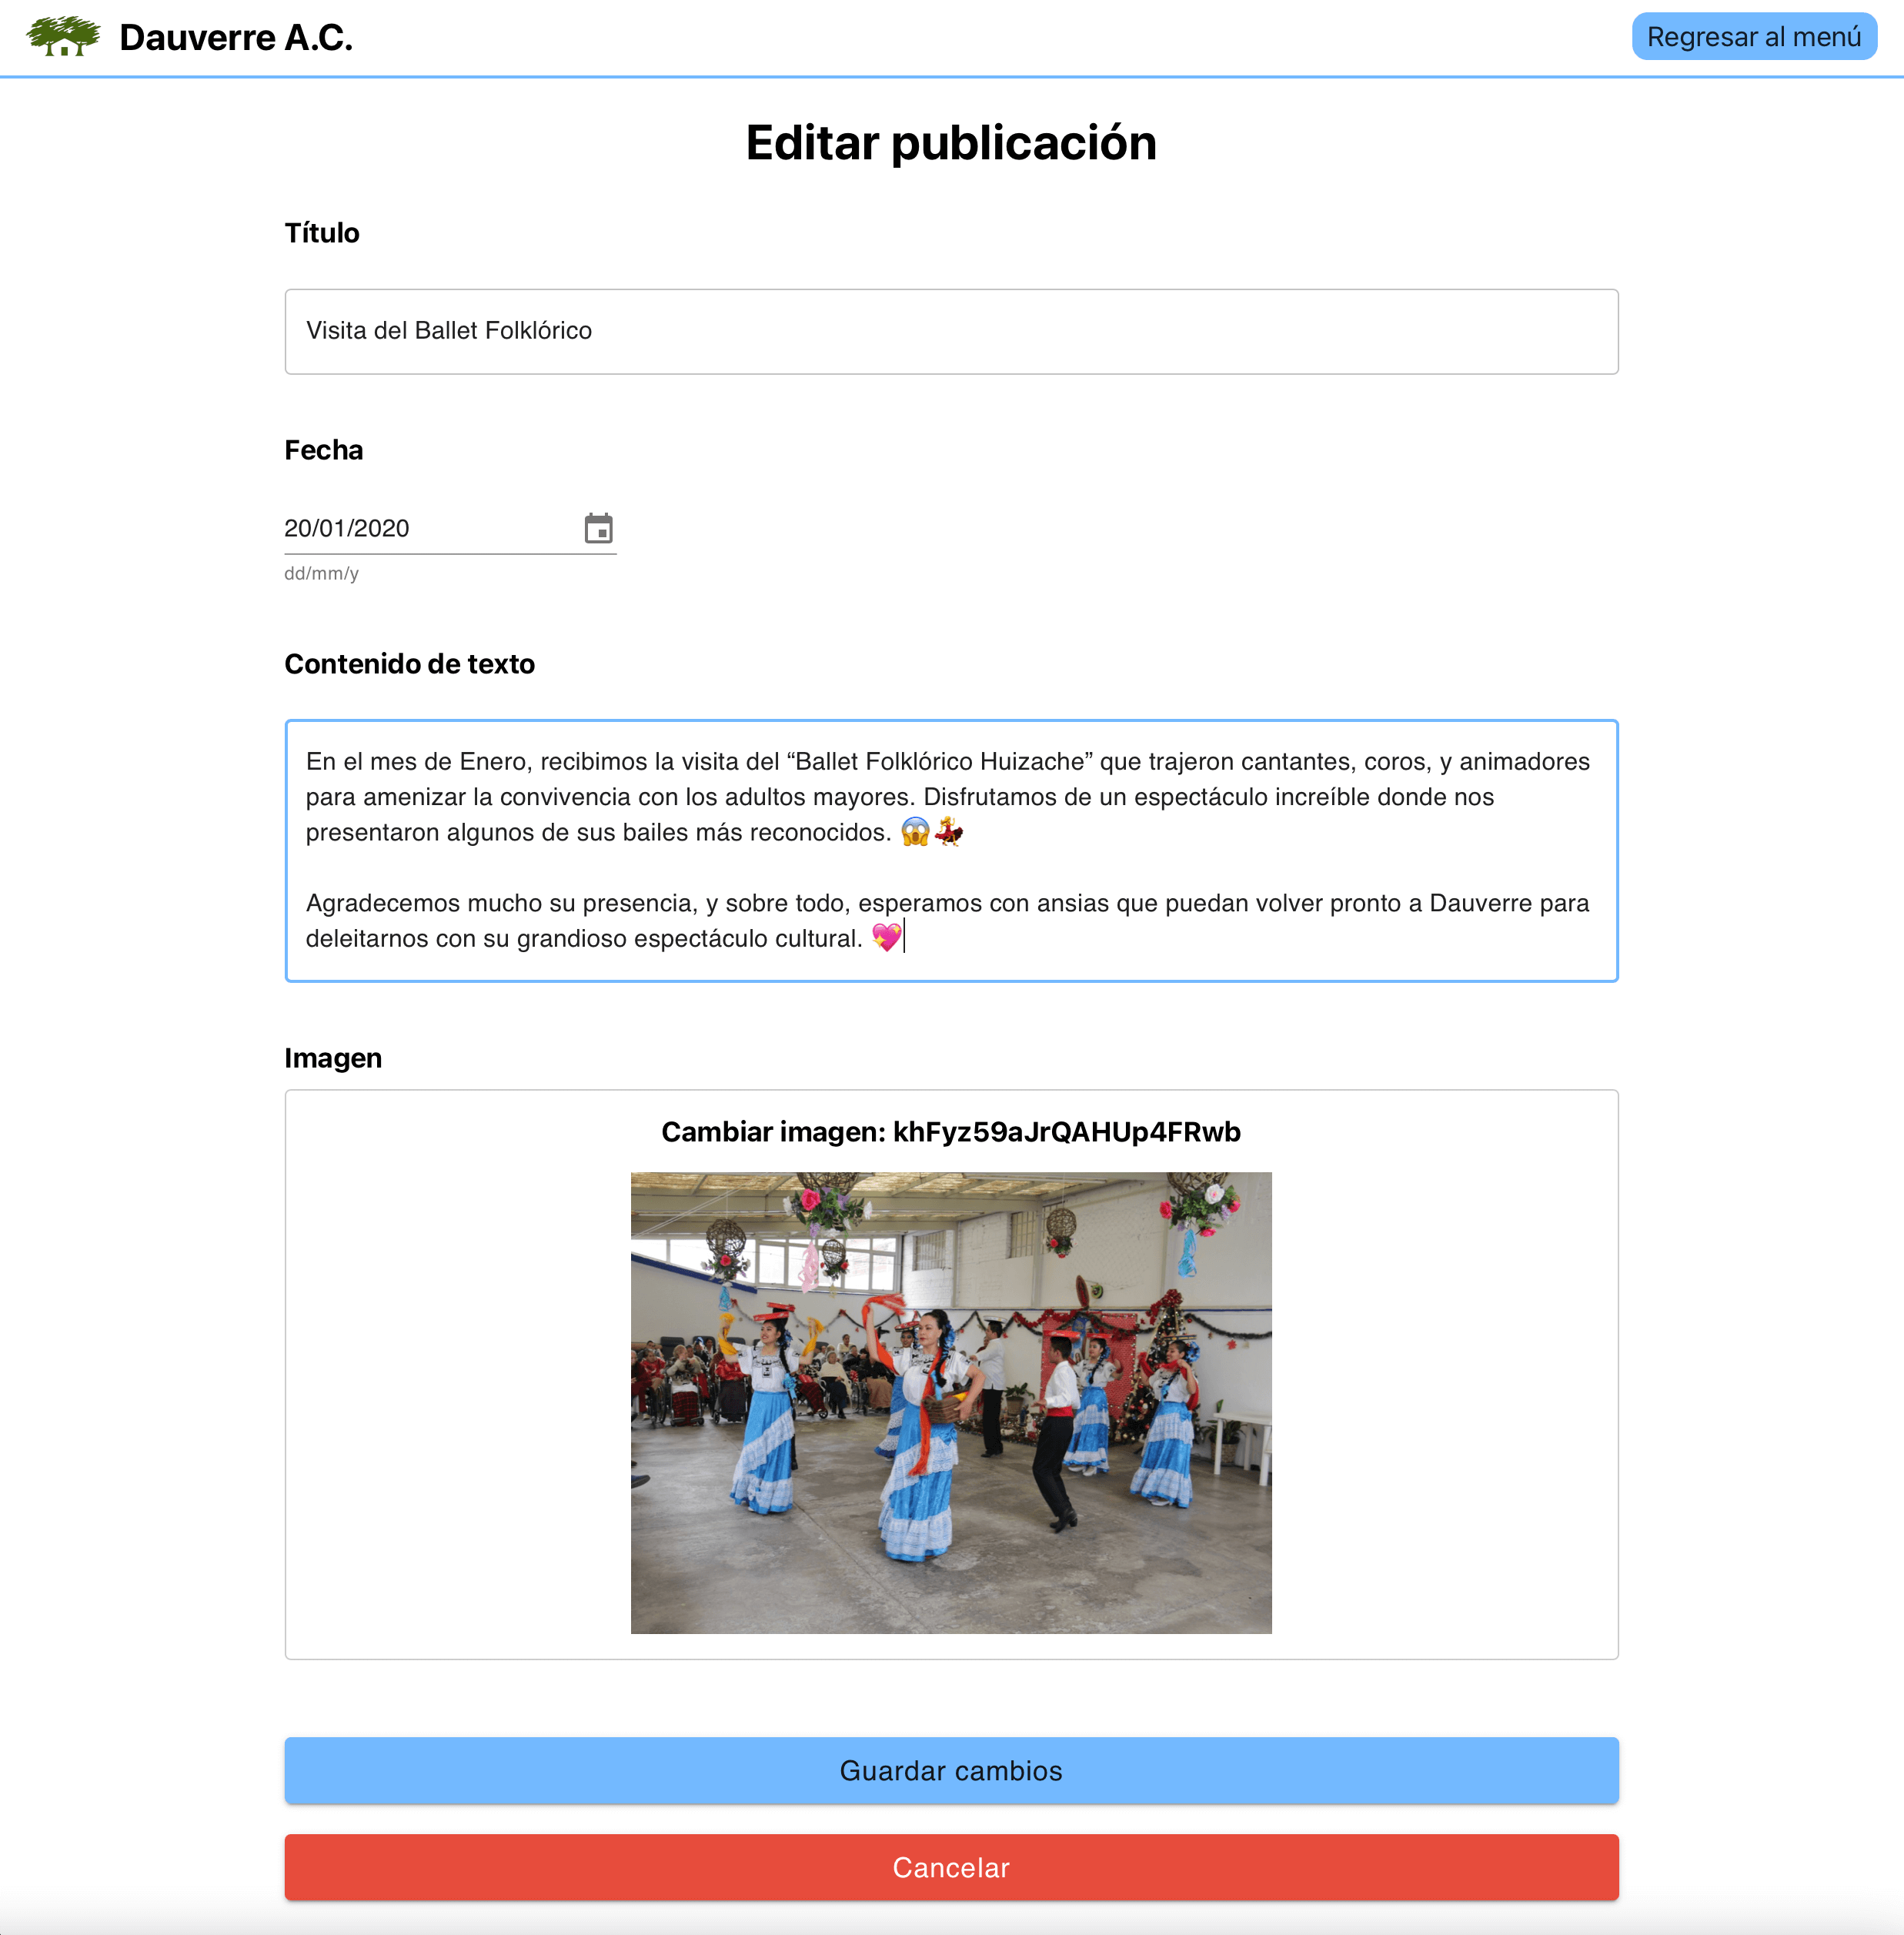 Dauverre A.C.
Regresar al menú
Editar publicación
Título
Visita del Ballet Folklórico
Fecha
20/01/2020
dd/mm/y
Contenido de texto
En el mes de Enero, recibimos la visita del “Ballet Folklórico Huizache” que trajeron cantantes, coros, y animadores
para amenizar la convivencia con los adultos mayores. Disfrutamos de un espectáculo increíble donde nos
presentaron algunos de sus bailes más reconocidos. 😱💃
Agradecemos mucho su presencia, y sobre todo, esperamos con ansias que puedan volver pronto a Dauverre para
deleitarnos con su grandioso espectáculo cultural. 💖
Imagen
Cambiar imagen: khFyz59aJrQAHUp4FRwb
Guardar cambios
Cancelar